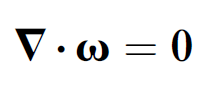 ∇ · ω = 0